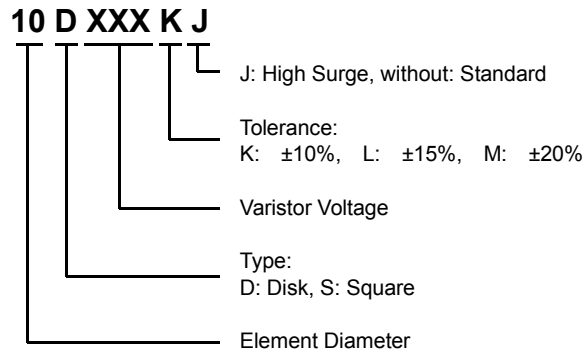 10 D XXX K J
J: High Surge, without: Standard
Tolerance:
K: ±10%, L: ±15%, M: ±20%
Varistor Voltage
Type:
D: Disk, S: Square
Element Diameter